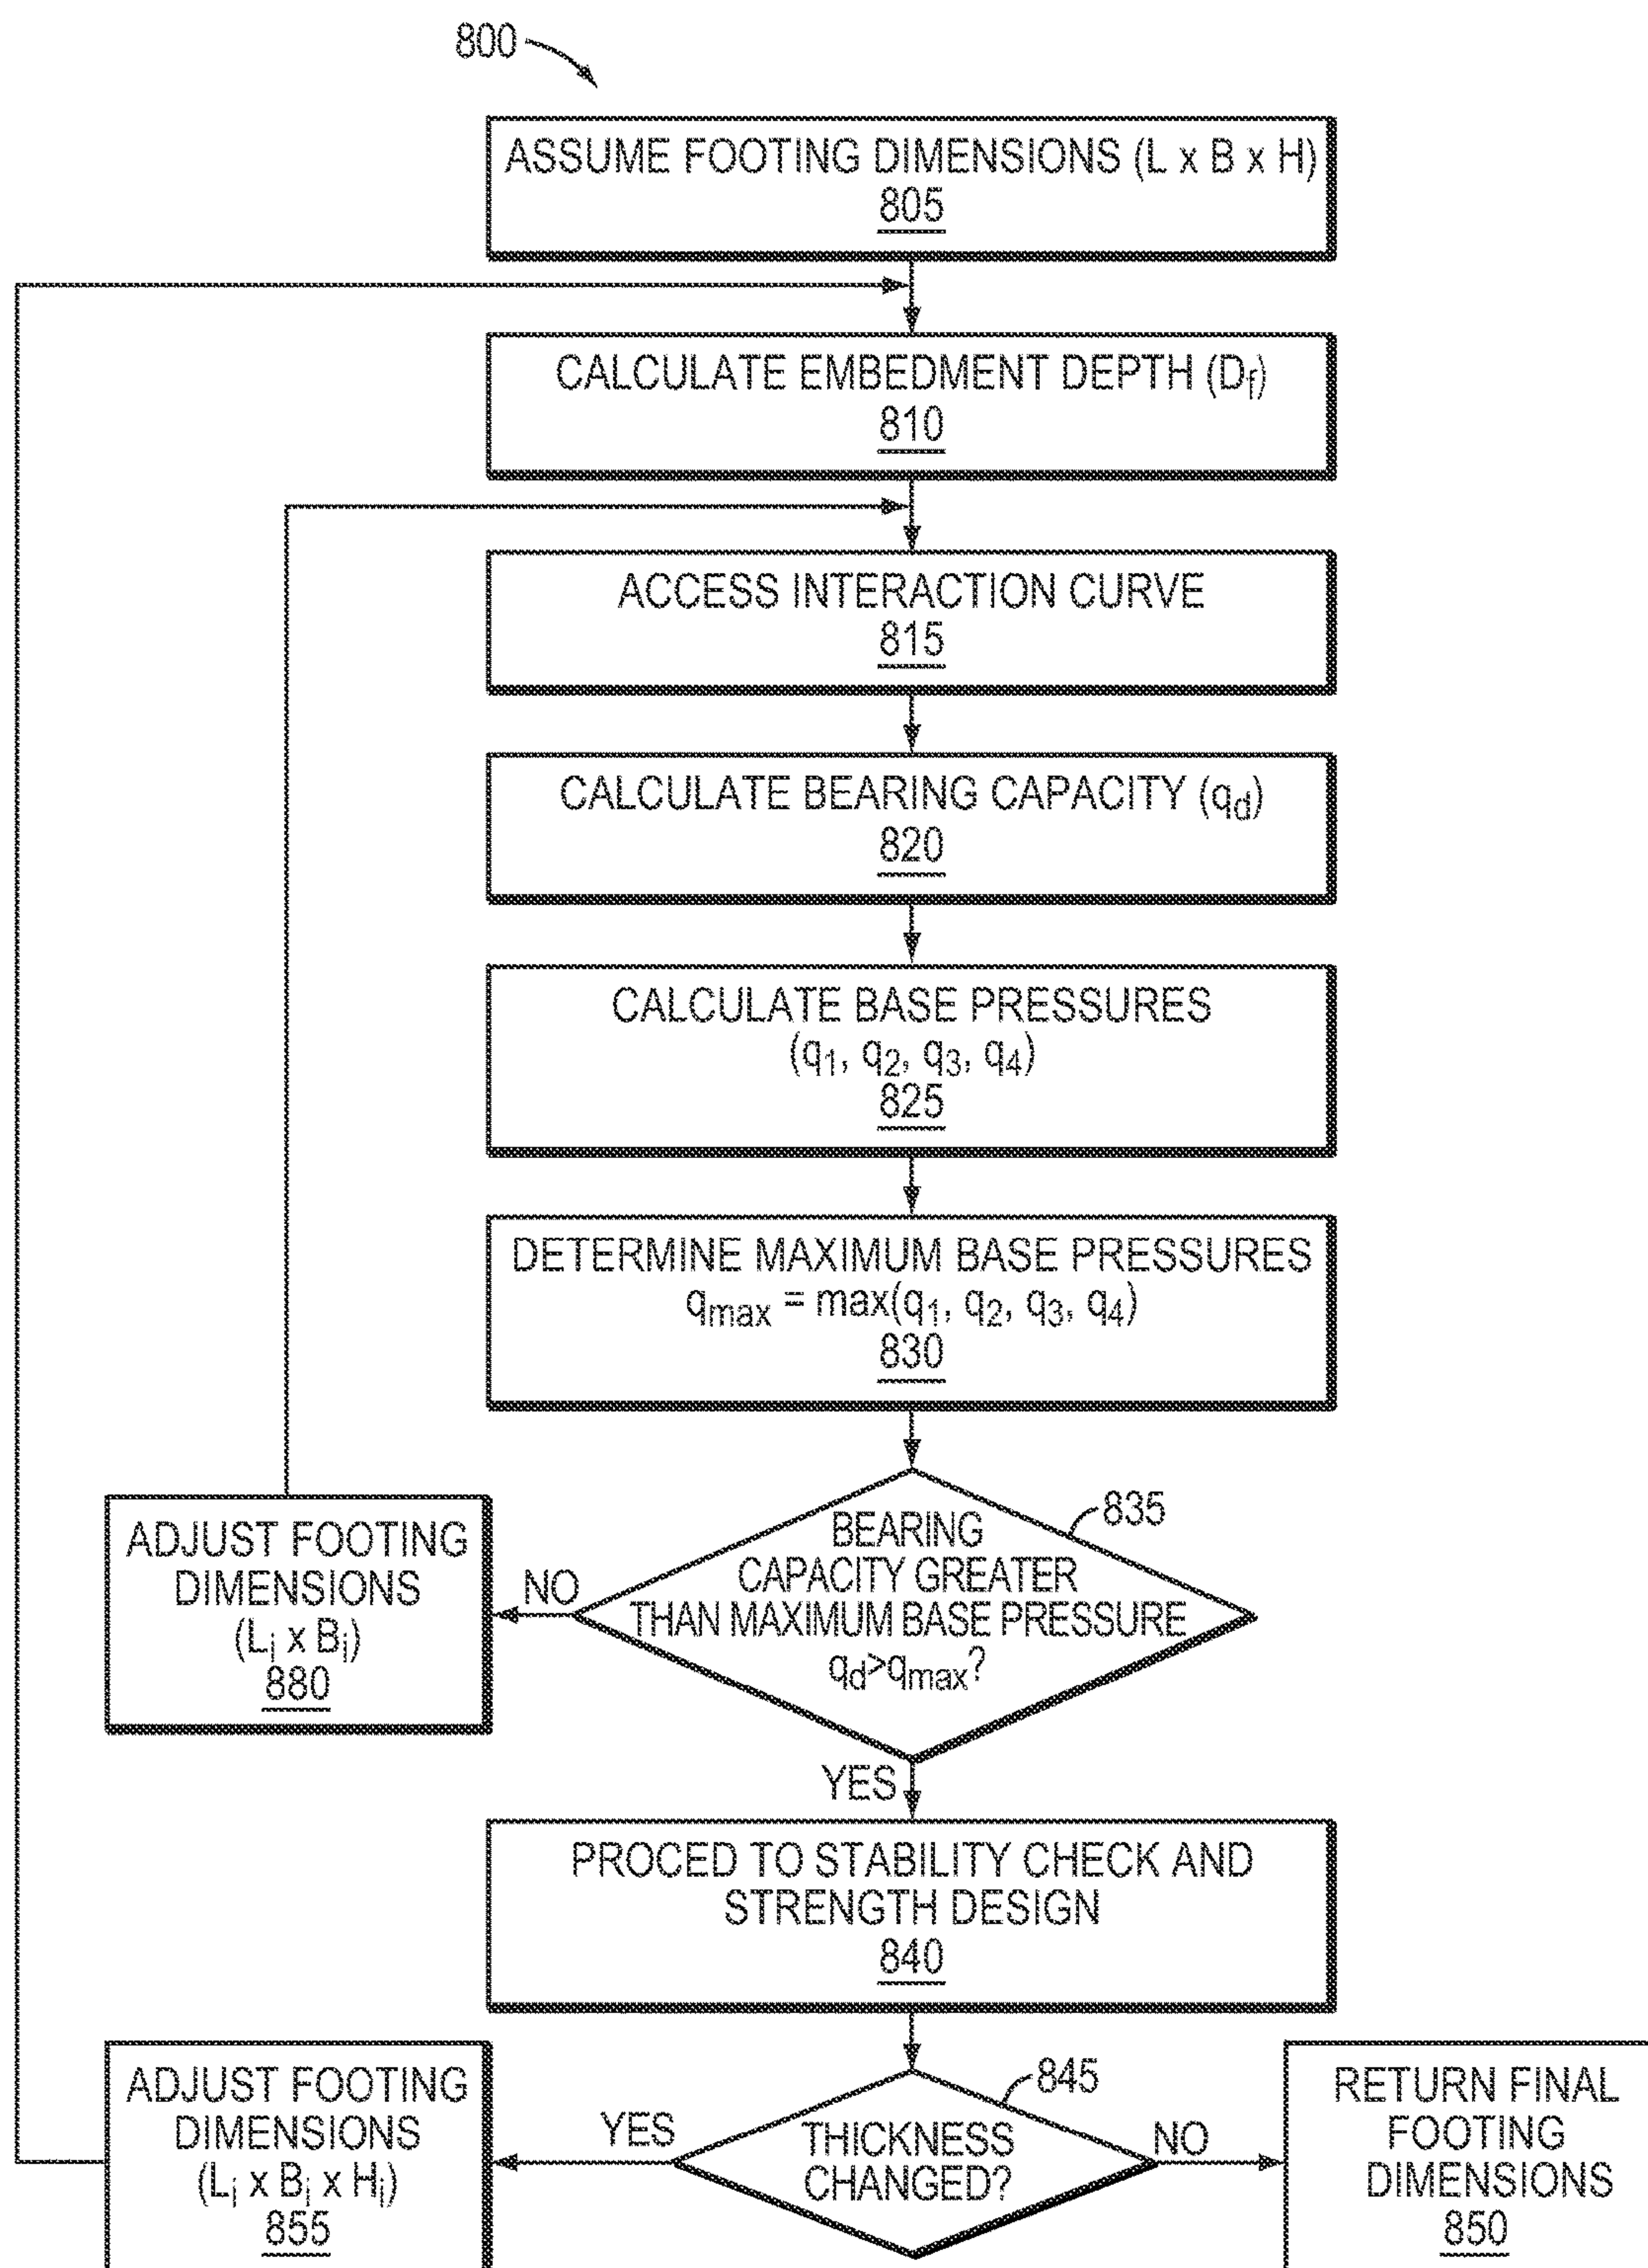 800
ASSUME FOOTING DIMENSIONS (L x B x H)
805
CALCULATE EMBEDMENT DEPTH (Df)
810
ACCESS INTERACTION CURVE
815
CALCULATE BEARING CAPACITY (qd)
820
CALCULATE BASE PRESSURES
(q1, q2, q3, q4)
825
DETERMINE MAXIMUM BASE PRESSURES
qmax = max(q1, q2, q3, q4)
830
835
BEARING
CAPACITY GREATER
THAN MAXIMUM BASE PRESSURE
qd>qmax?
NO
ADJUST FOOTING
DIMENSIONS
(Li x Bi)
880
YES
PROCED TO STABILITY CHECK AND
STRENGTH DESIGN
840
845
THICKNESS
CHANGED?
YES
ADJUST FOOTING
DIMENSIONS
(Li x Bi x Hi)
855
NO
RETURN FINAL
FOOTING
DIMENSIONS
850